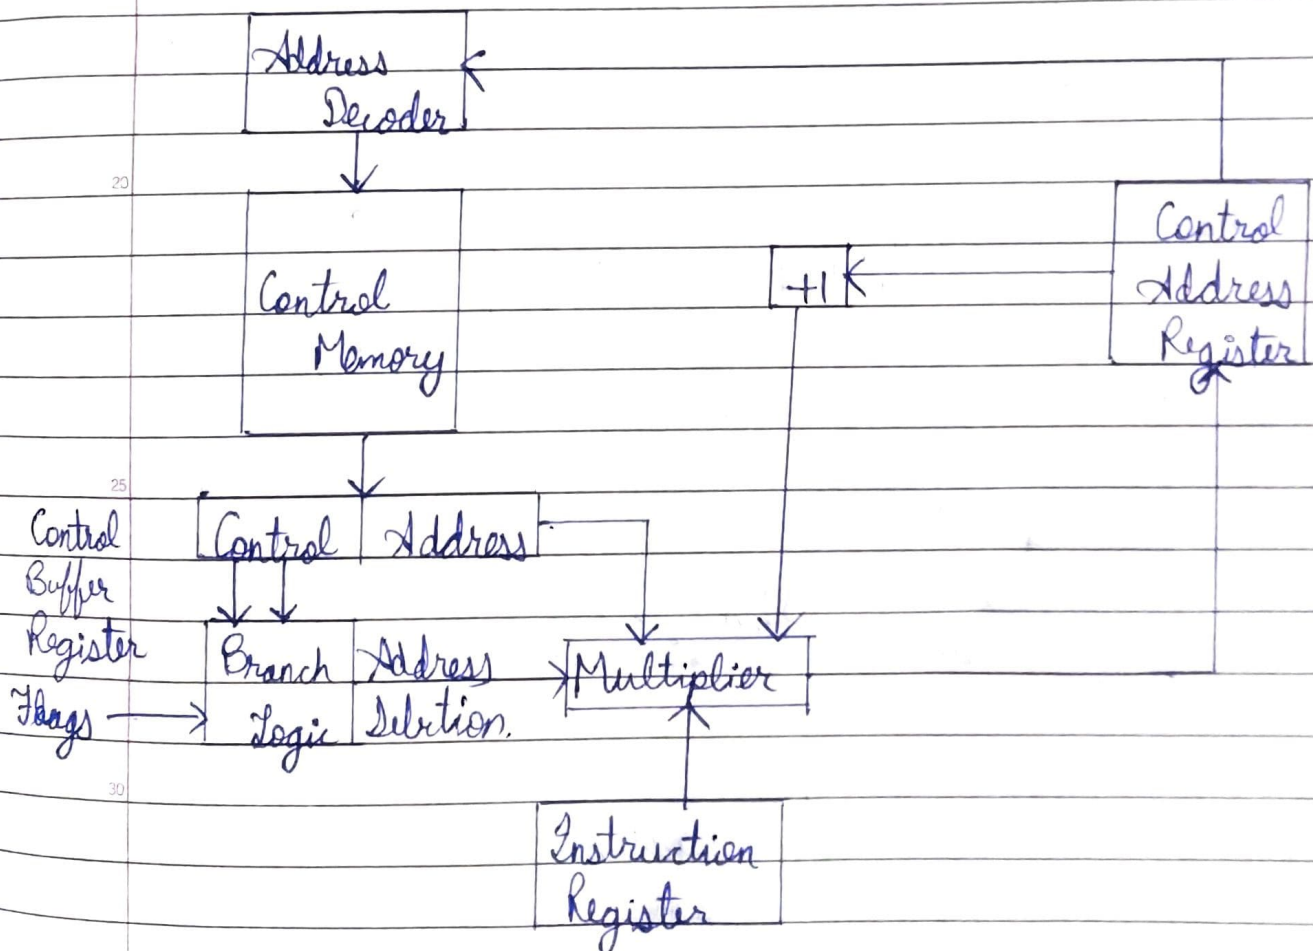 Address
Decoder
20
Control
Address
Register
+1
Control
Memory
25
Control
Buffer
Register
Control
Address
Branch
Logic
Address
Selection.
Multiplier
Flags
30
Instruction
Register